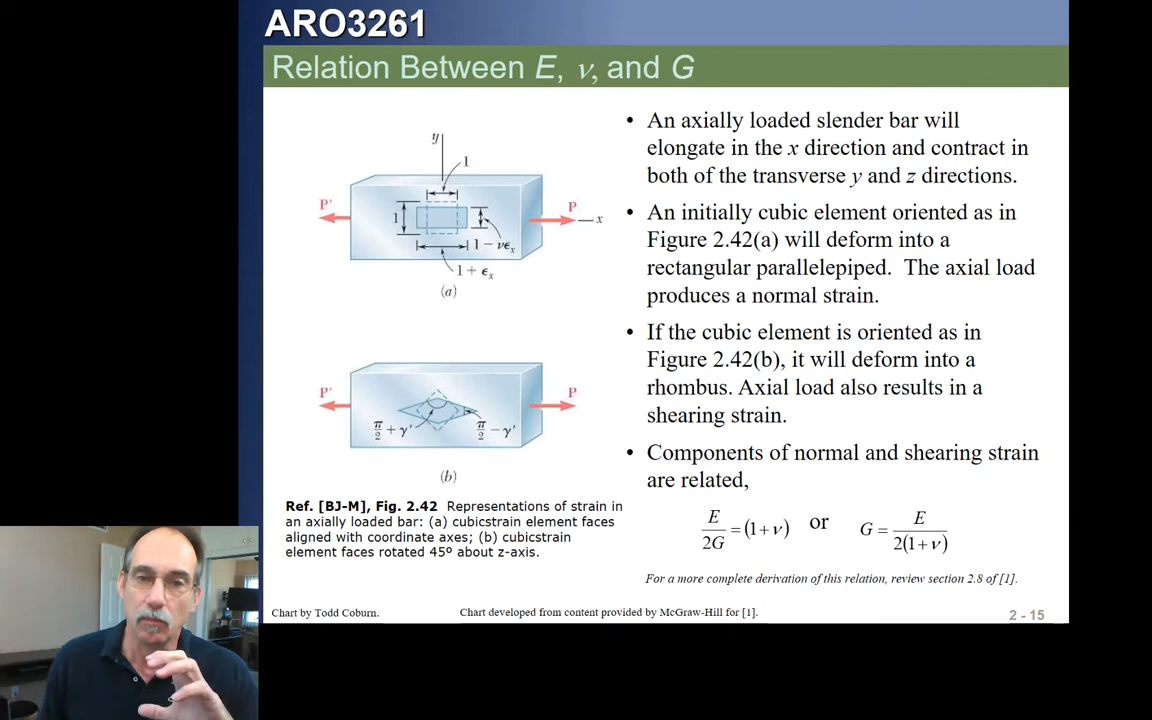 ARO3261
Relation Between E, ν, and G
y
1
P'
P
x
1
1 − νϵx
1 + ϵx
(a)
P'
P
π/2 + γ'
π/2 − γ'
(b)
Ref. [BJ-M], Fig. 2.42 Representations of strain in
an axially loaded bar: (a) cubicstrain element faces
aligned with coordinate axes; (b) cubicstrain
element faces rotated 45º about z-axis.
• An axially loaded slender bar will
elongate in the x direction and contract in
both of the transverse y and z directions.
• An initially cubic element oriented as in
Figure 2.42(a) will deform into a
rectangular parallelepiped. The axial load
produces a normal strain.
• If the cubic element is oriented as in
Figure 2.42(b), it will deform into a
rhombus. Axial load also results in a
shearing strain.
• Components of normal and shearing strain
are related,
E/2G = (1+ν) or G = E/2(1+ν)
For a more complete derivation of this relation, review section 2.8 of [1].
Chart by Todd Coburn.
Chart developed from content provided by McGraw-Hill for [1].
2 - 15